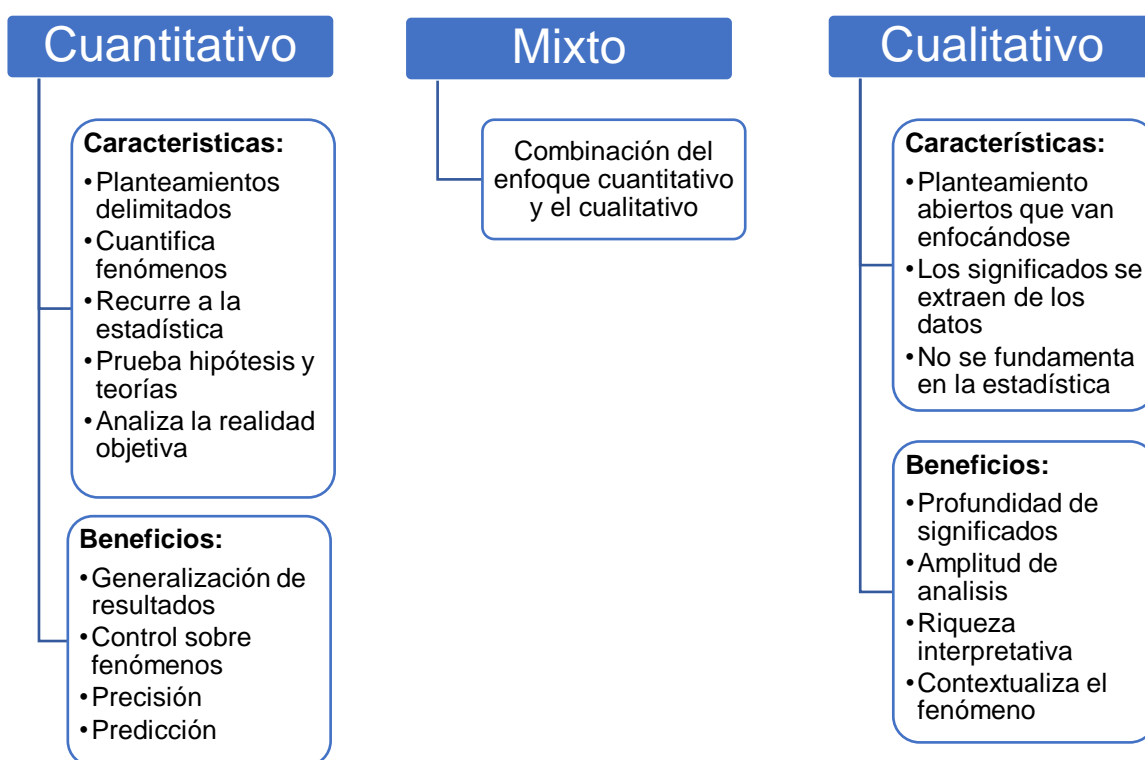 Cuantitativo
Caracteristicas:
•Planteamientos
delimitados
•Cuantifica
fenómenos
•Recurre a la
estadística
•Prueba hipótesis y
teorías
•Analiza la realidad
objetiva
Beneficios:
•Generalización de
resultados
•Control sobre
fenómenos
•Precisión
•Predicción
Mixto
Combinación del
enfoque cuantitativo
y el cualitativo
Cualitativo
Características:
•Planteamiento
abiertos que van
enfocándose
•Los significados se
extraen de los
datos
•No se fundamenta
en la estadística
Beneficios:
•Profundidad de
significados
•Amplitud de
analisis
•Riqueza
interpretativa
•Contextualiza el
fenómeno